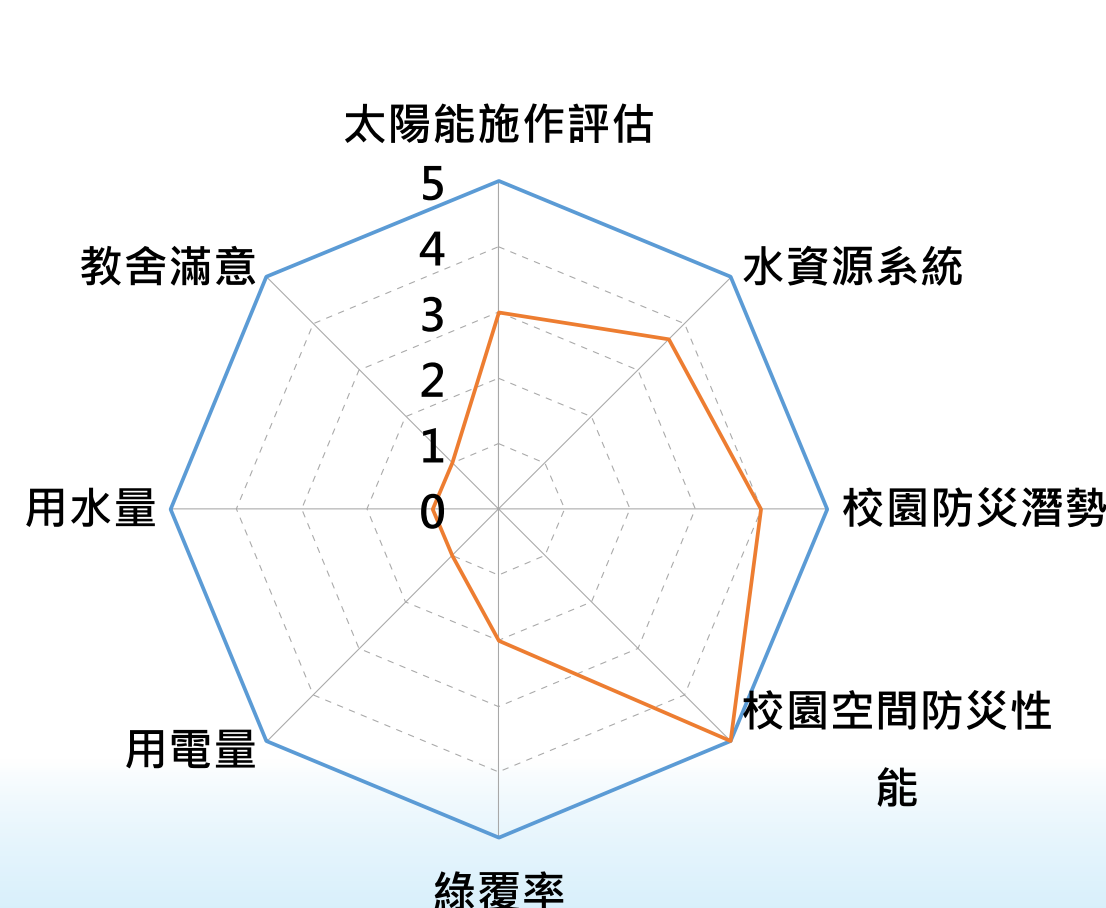 太陽能施作評估
5
教舍滿意
4
水資源系統
3
2
1
用水量
0
校園防災潛勢
校園空間防災性
能
用電量
綠覆率